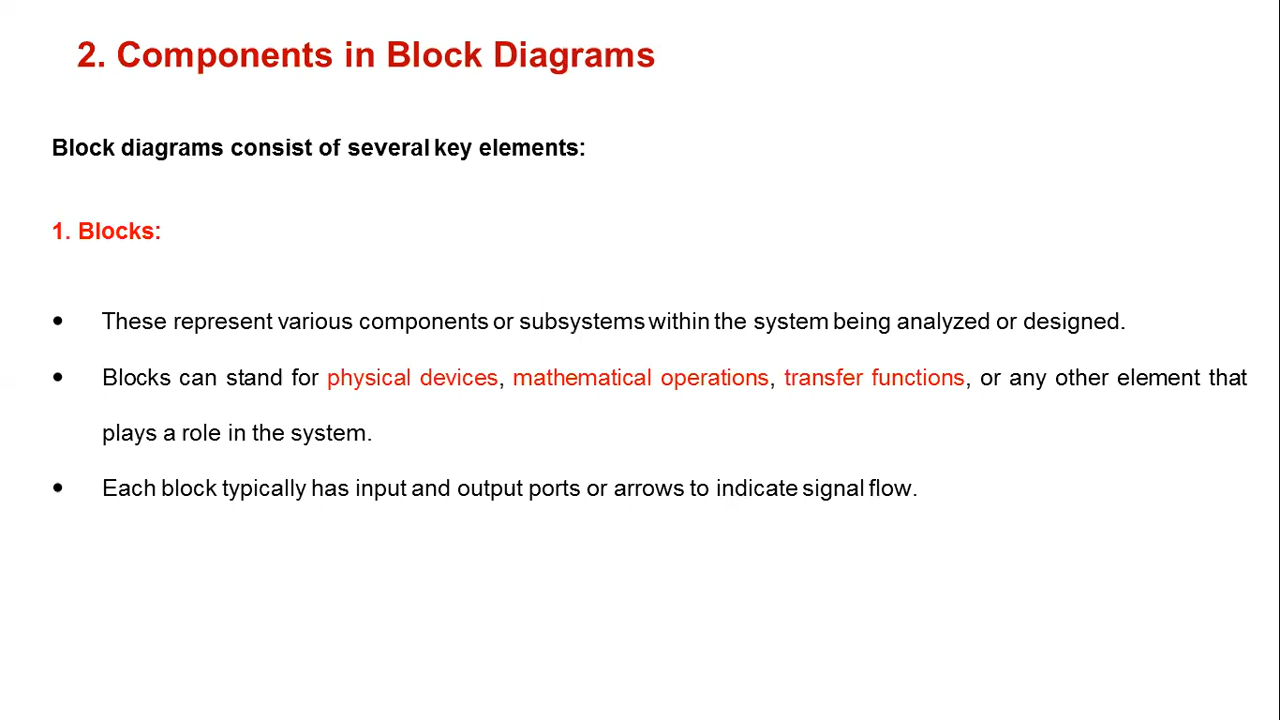 2. Components in Block Diagrams
Block diagrams consist of several key elements:
1. Blocks:
• These represent various components or subsystems within the system being analyzed or designed.
• Blocks can stand for physical devices, mathematical operations, transfer functions, or any other element that
plays a role in the system.
• Each block typically has input and output ports or arrows to indicate signal flow.